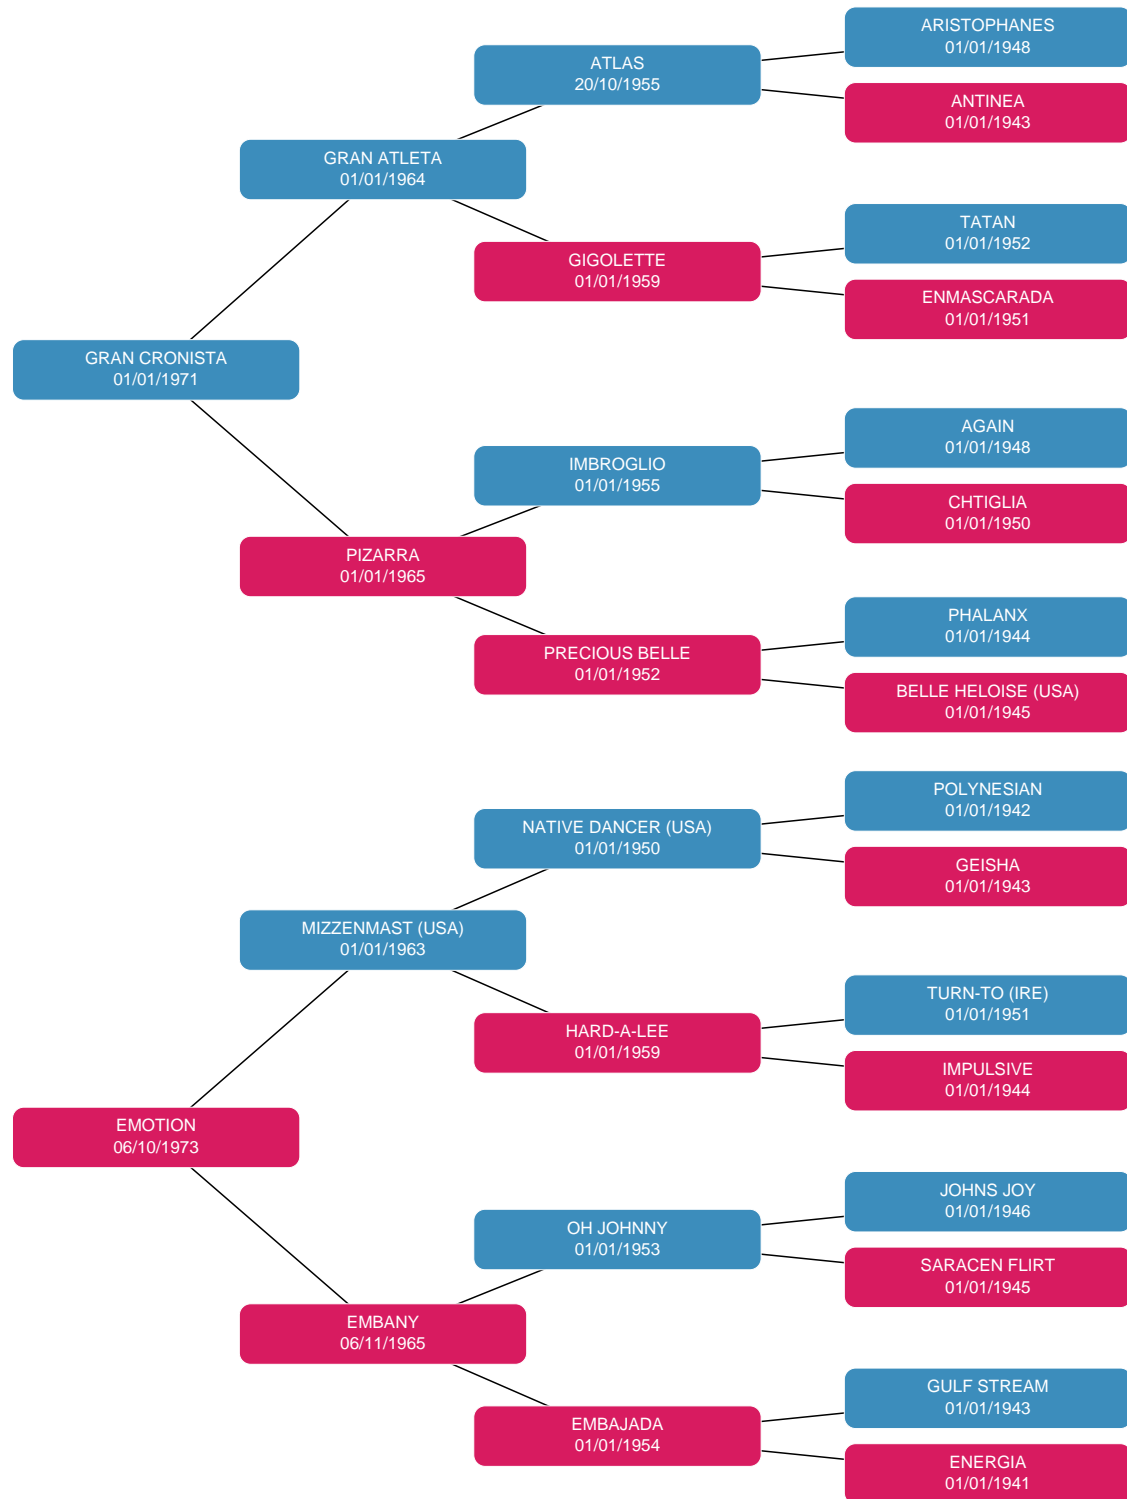 ARISTOPHANES
01/01/1948
ATLAS
20/10/1955
ANTINEA
01/01/1943
GRAN ATLETA
01/01/1964
TATAN
01/01/1952
GIGOLETTE
01/01/1959
ENMASCARADA
01/01/1951
GRAN CRONISTA
01/01/1971
AGAIN
01/01/1948
IMBROGLIO
01/01/1955
CHTIGLIA
01/01/1950
PIZARRA
01/01/1965
PHALANX
01/01/1944
PRECIOUS BELLE
01/01/1952
BELLE HELOISE (USA)
01/01/1945
POLYNESIAN
01/01/1942
NATIVE DANCER (USA)
01/01/1950
GEISHA
01/01/1943
MIZZENMAST (USA)
01/01/1963
TURN-TO (IRE)
01/01/1951
HARD-A-LEE
01/01/1959
IMPULSIVE
01/01/1944
EMOTION
06/10/1973
JOHNS JOY
01/01/1946
OH JOHNNY
01/01/1953
SARACEN FLIRT
01/01/1945
EMBANY
06/11/1965
GULF STREAM
01/01/1943
EMBAJADA
01/01/1954
ENERGIA
01/01/1941